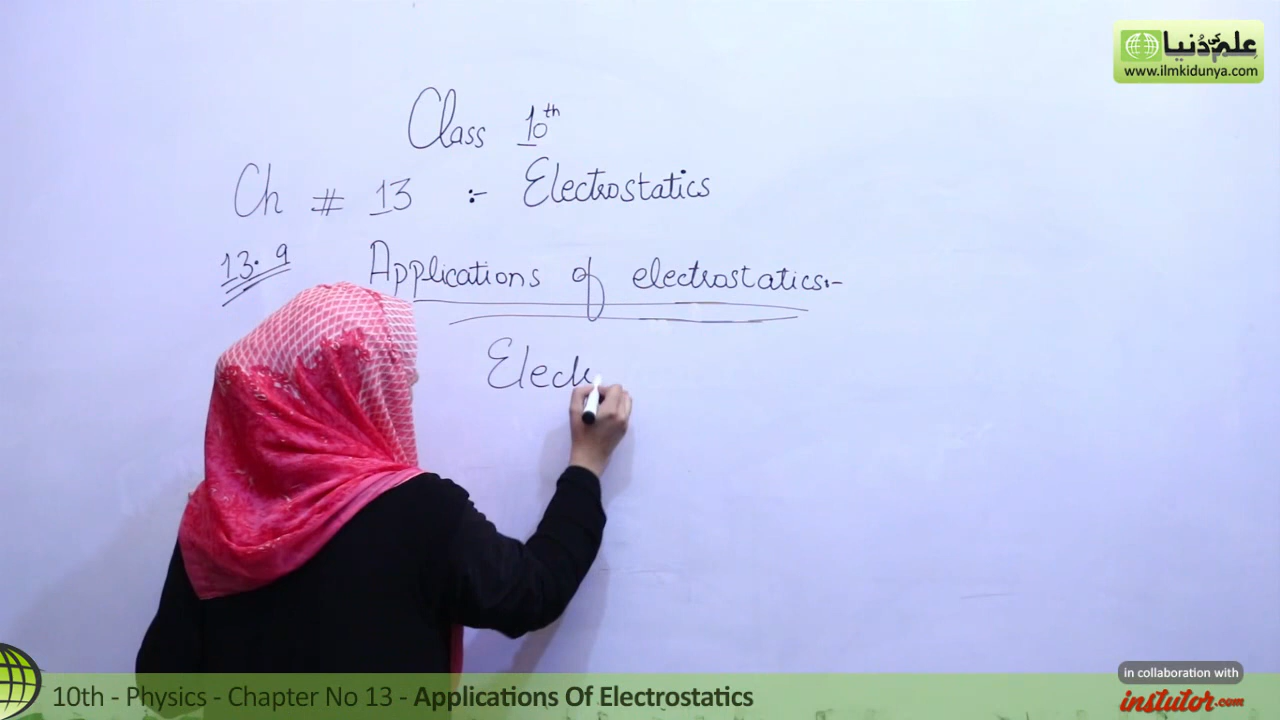 علم کی دُنیا
www.ilmkidunya.com
Class 10th
Ch # 13 :- Electrostatics
13.9 Applications of electrostatics:-
Elect
10th - Physics - Chapter No 13 - Applications Of Electrostatics
in collaboration with
instutor.com